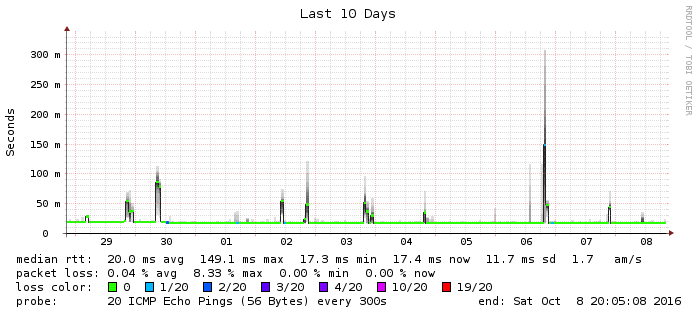 Last 10 Days
RRDTOOL / TOBI OETIKER
Seconds
300 m
250 m
200 m
150 m
100 m
50 m
0
29 30 01 02 03 04 05 06 07 08
median rtt: 20.0 ms avg 149.1 ms max 17.3 ms min 17.4 ms now 11.7 ms sd 1.7 am/s
packet loss: 0.04 % avg 8.33 % max 0.00 % min 0.00 % now
loss color: 0 1/20 2/20 3/20 4/20 10/20 19/20
probe: 20 ICMP Echo Pings (56 Bytes) every 300s end: Sat Oct 8 20:05:08 2016